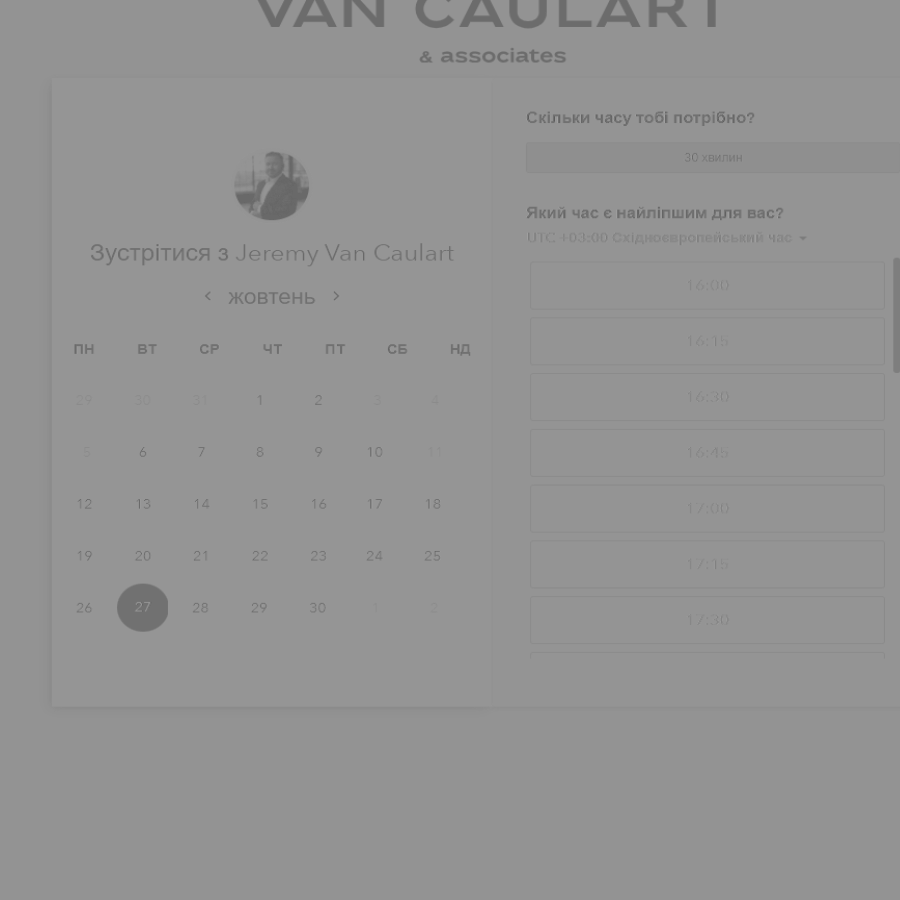 VAN CAULART
& associates
Зустрітися з Jeremy Van Caulart
жовтень
ПН ВТ СР ЧТ ПТ СБ НД
29 30 31 1 2 3 4
5 6 7 8 9 10 11
12 13 14 15 16 17 18
19 20 21 22 23 24 25
26 27 28 29 30 1 2
Скільки часу тобі потрібно?
30 хвилин
Який час є найліпшим для вас?
UTC +03:00 Східноєвропейський час
16:00
16:15
16:30
16:45
17:00
17:15
17:30